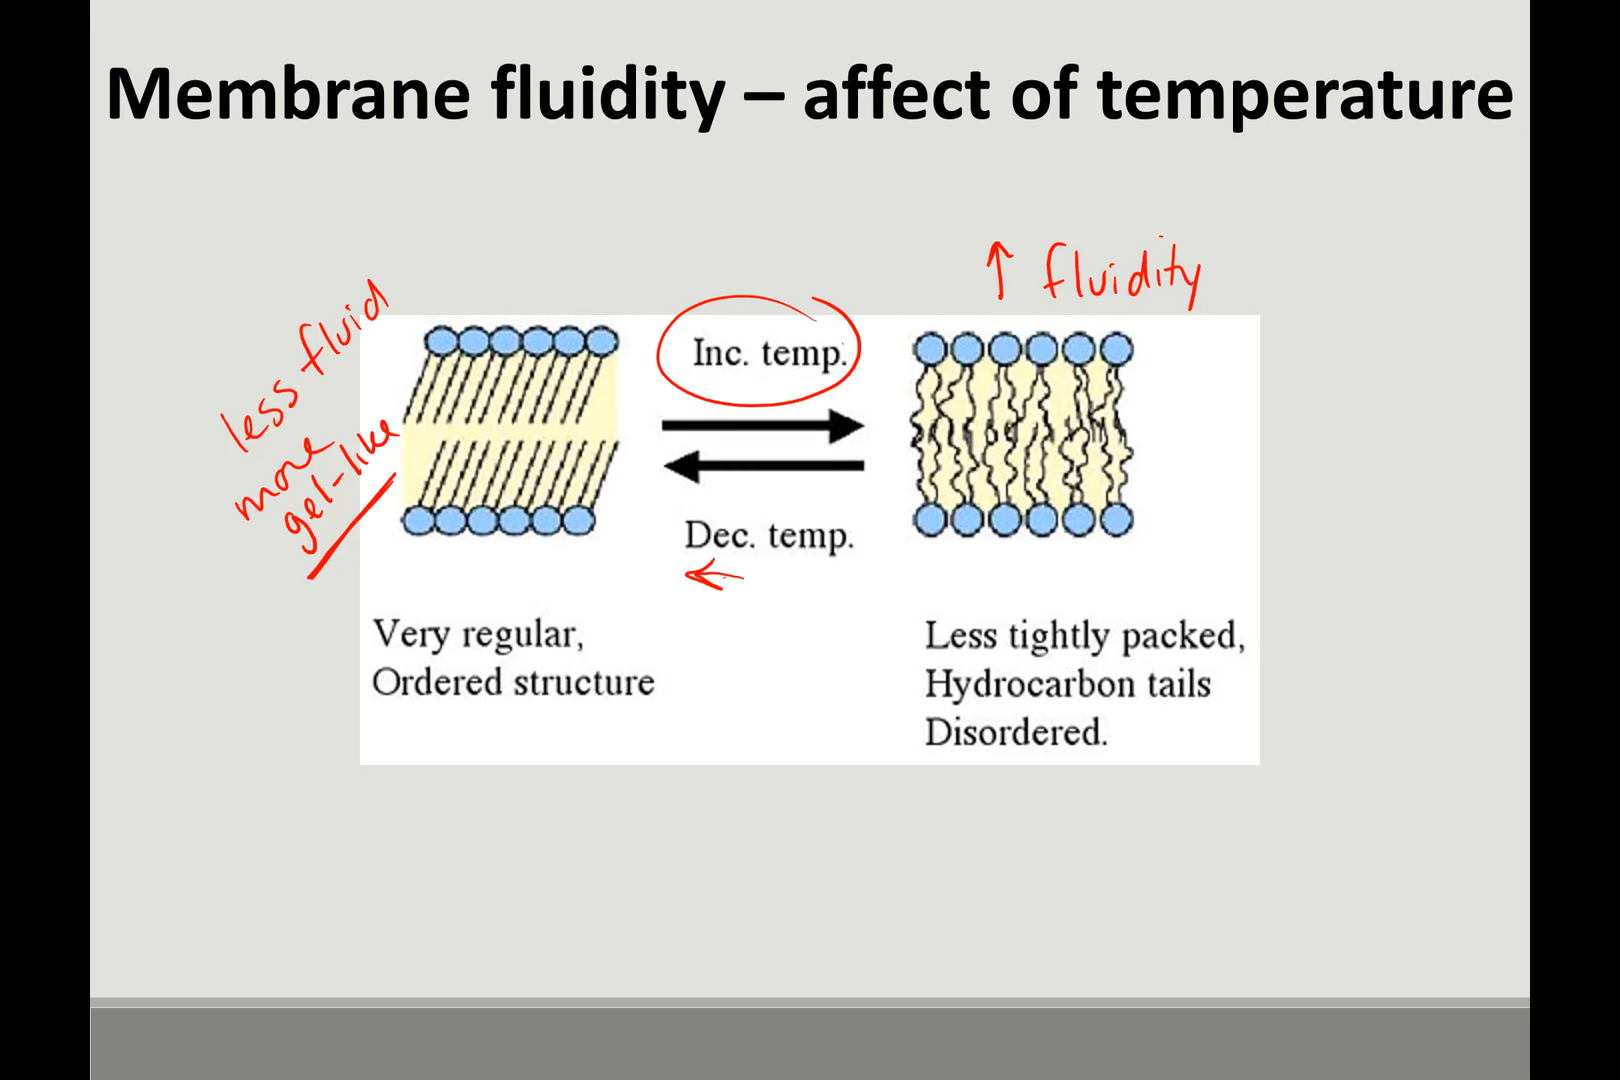 Membrane fluidity – affect of temperature
↑ fluidity
less fluid
more
gel-like
Inc. temp.
Dec. temp.
Very regular,
Ordered structure
Less tightly packed,
Hydrocarbon tails
Disordered.